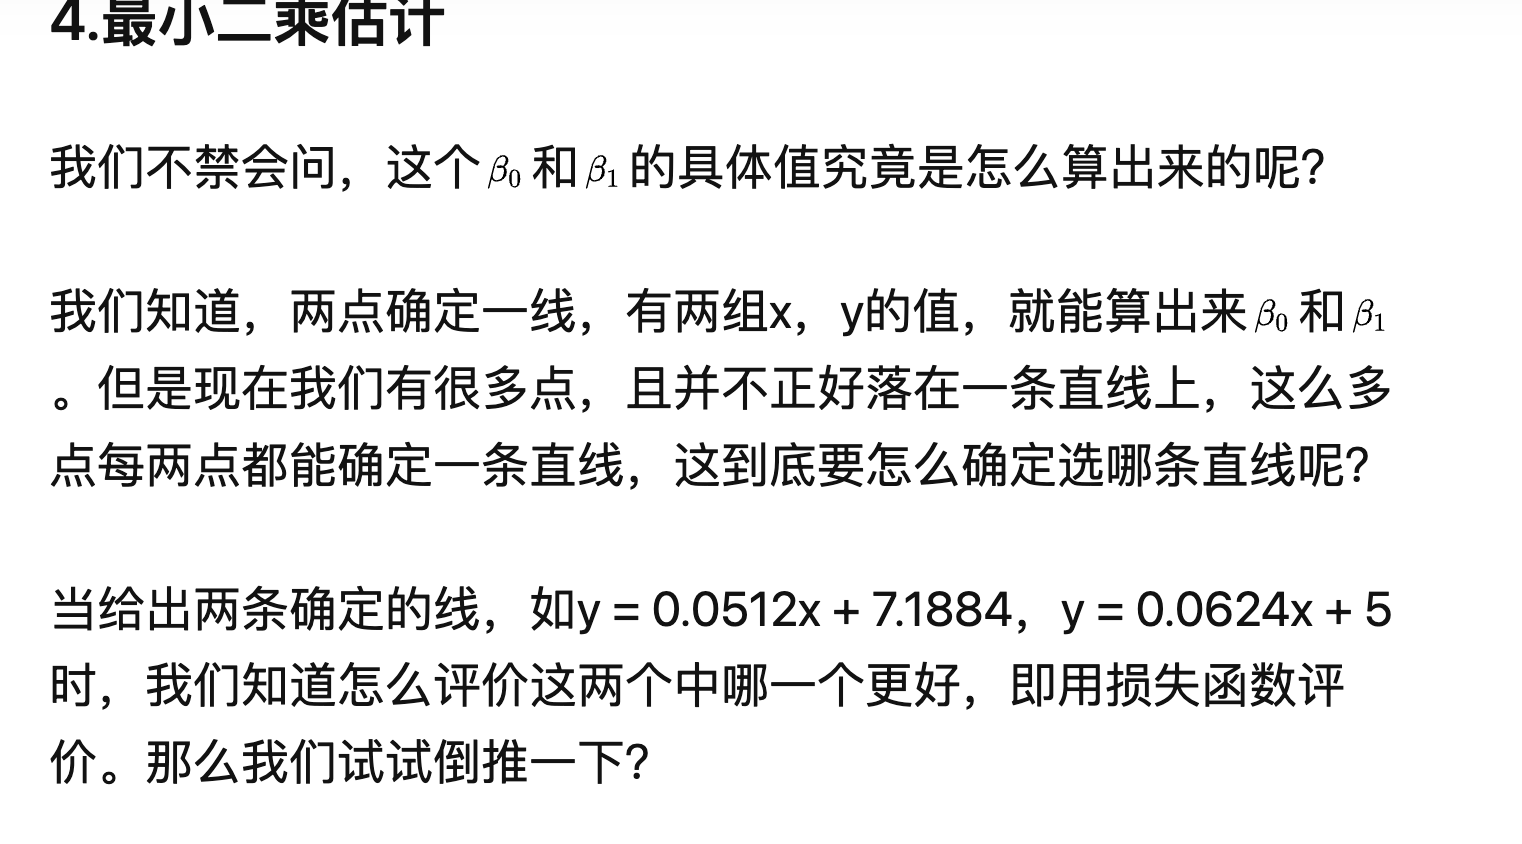 4.最小二乘估计
我们不禁会问，这个 β0 和 β1 的具体值究竟是怎么算出来的呢？
我们知道，两点确定一线，有两组x，y的值，就能算出来 β0 和 β1
。但是现在我们有很多点，且并不正好落在一条直线上，这么多
点每两点都能确定一条直线，这到底要怎么确定选哪条直线呢？
当给出两条确定的线，如y = 0.0512x + 7.1884，y = 0.0624x + 5
时，我们知道怎么评价这两个中哪一个更好，即用损失函数评
价。那么我们试试倒推一下？